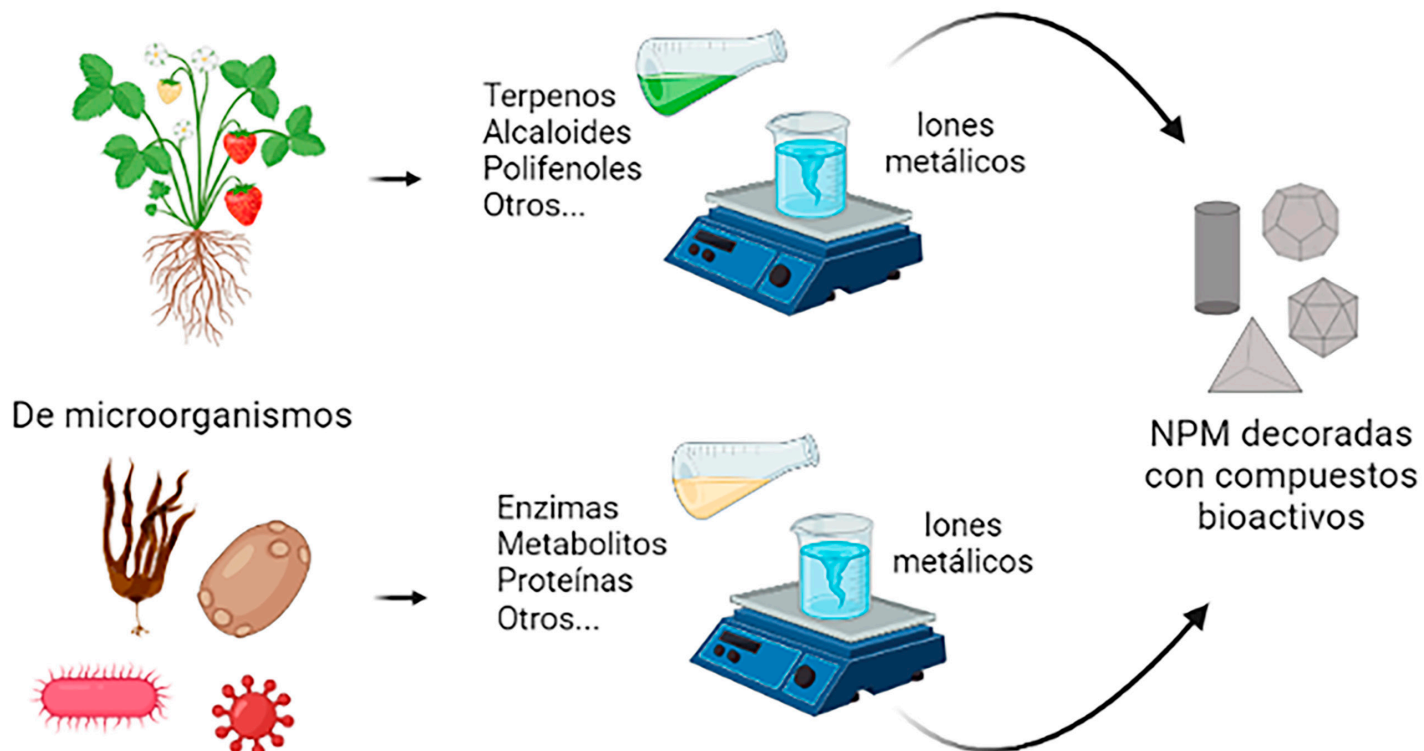 Terpenos
Alcaloides
Polifenoles
Otros...
Iones
metálicos
De microorganismos
Enzimas
Metabolitos
Proteínas
Otros...
Iones
metálicos
NPM decoradas
con compuestos
bioactivos